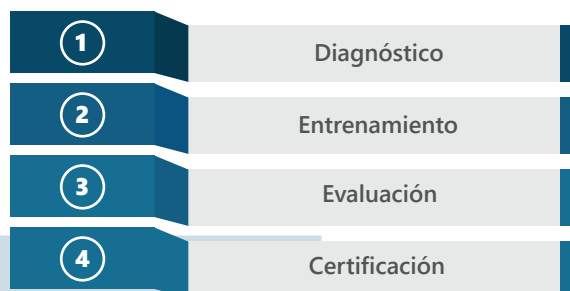 1
Diagnóstico
2
Entrenamiento
3
Evaluación
4
Certificación